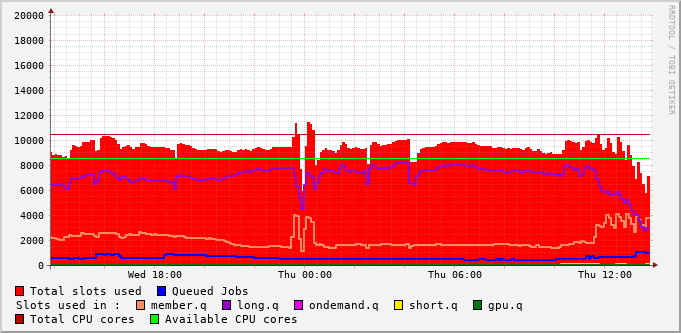 RRDTOOL / TOBI OETIKER
20000
18000
16000
14000
12000
10000
8000
6000
4000
2000
0
Wed 18:00 Thu 00:00 Thu 06:00 Thu 12:00
Total slots used Queued Jobs
Slots used in : member.q long.q ondemand.q short.q gpu.q
Total CPU cores Available CPU cores